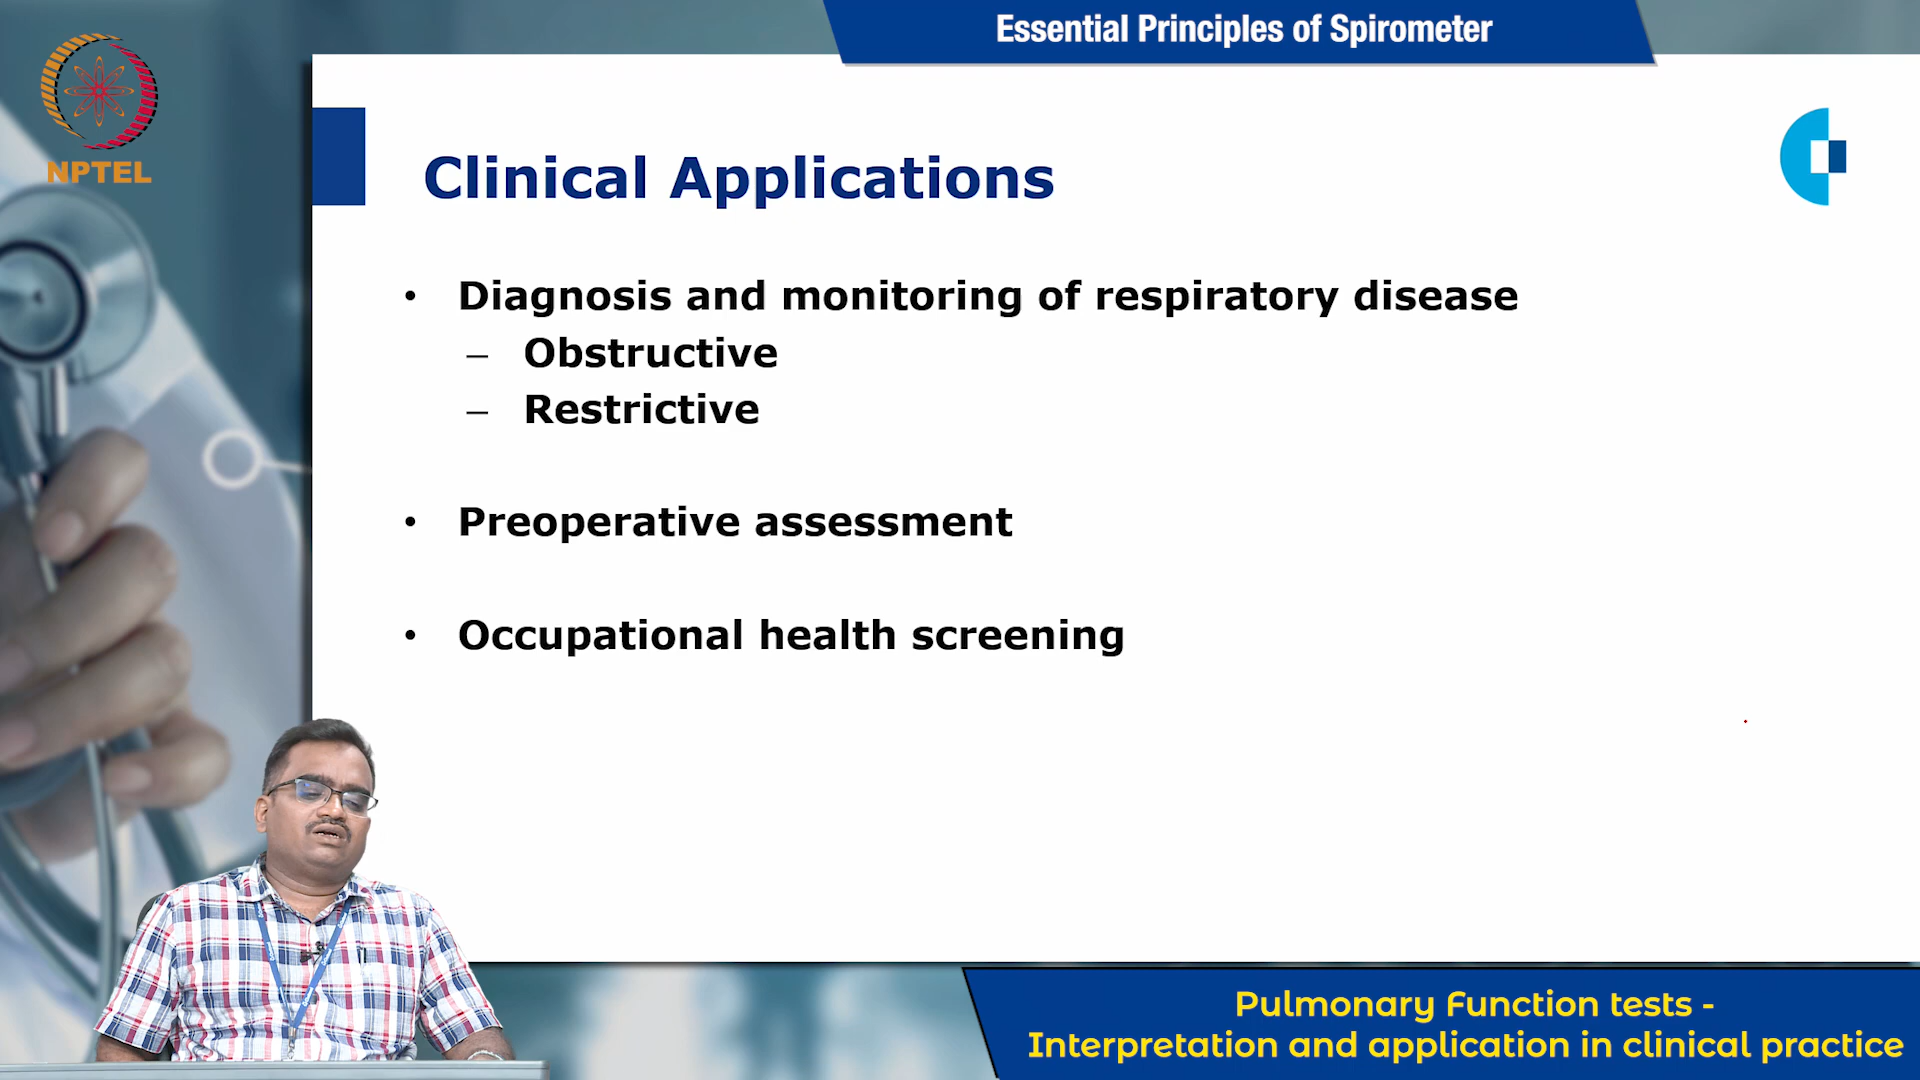 Essential Principles of Spirometer
NPTEL
Clinical Applications
• Diagnosis and monitoring of respiratory disease
– Obstructive
– Restrictive
• Preoperative assessment
• Occupational health screening
Pulmonary Function tests -
Interpretation and application in clinical practice